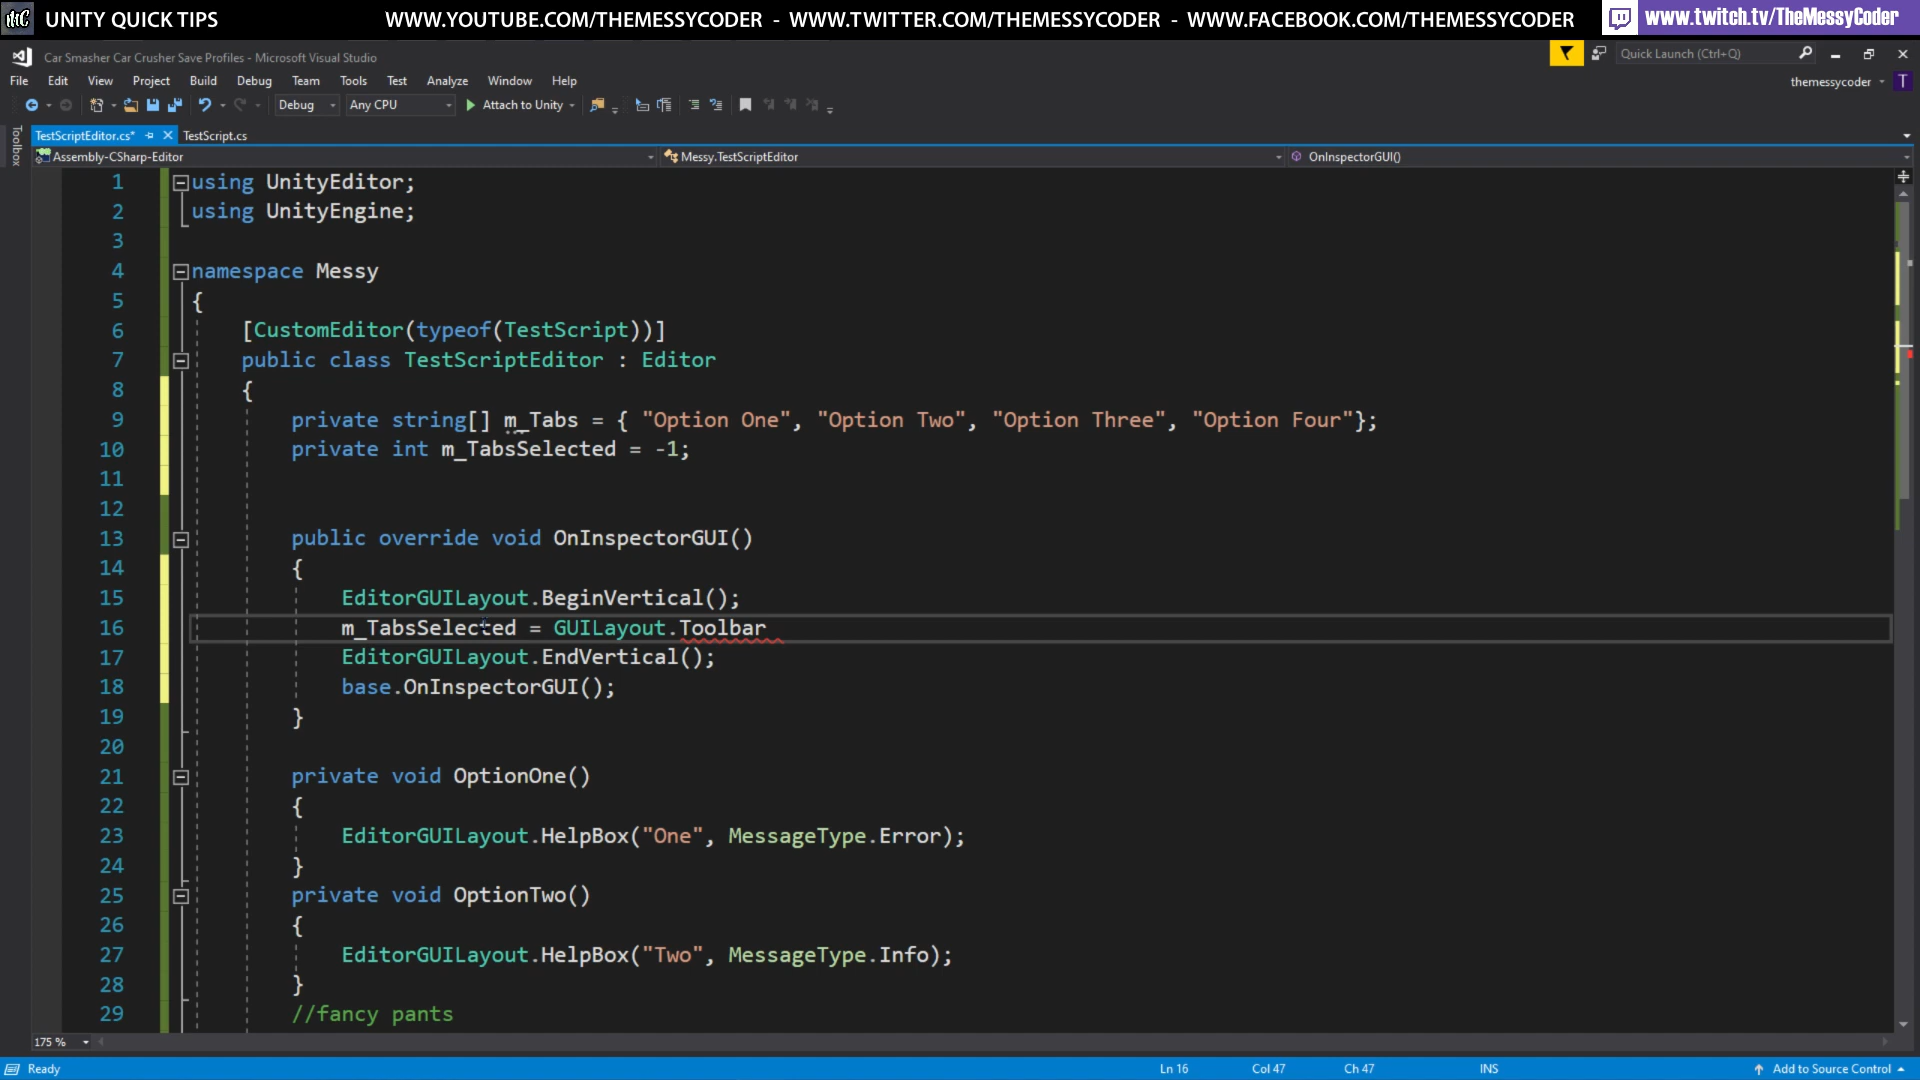 UNITY QUICK TIPS
WWW.YOUTUBE.COM/THEMESSYCODER - WWW.TWITTER.COM/THEMESSYCODER - WWW.FACEBOOK.COM/THEMESSYCODER
www.twitch.tv/TheMessyCoder
Car Smasher Car Crusher Save Profiles - Microsoft Visual Studio
Quick Launch (Ctrl+Q)
File Edit View Project Build Debug Team Tools Test Analyze Window Help
themessycoder T
Debug Any CPU Attach to Unity
Toolbox
TestScriptEditor.cs* TestScript.cs
Assembly-CSharp-Editor Messy.TestScriptEditor OnInspectorGUI()
1 using UnityEditor;
2 using UnityEngine;
3
4 namespace Messy
5 {
6 [CustomEditor(typeof(TestScript))]
7 public class TestScriptEditor : Editor
8 {
9 private string[] m_Tabs = { "Option One", "Option Two", "Option Three", "Option Four"};
10 private int m_TabsSelected = -1;
11
12
13 public override void OnInspectorGUI()
14 {
15 EditorGUILayout.BeginVertical();
16 m_TabsSelected = GUILayout.Toolbar
17 EditorGUILayout.EndVertical();
18 base.OnInspectorGUI();
19 }
20
21 private void OptionOne()
22 {
23 EditorGUILayout.HelpBox("One", MessageType.Error);
24 }
25 private void OptionTwo()
26 {
27 EditorGUILayout.HelpBox("Two", MessageType.Info);
28 }
29 //fancy pants
175 %
Ready Ln 16 Col 47 Ch 47 INS Add to Source Control